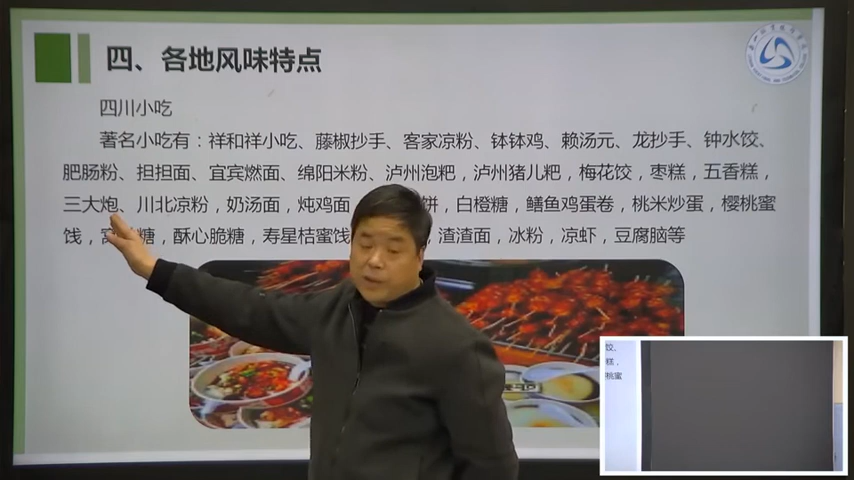 四、各地风味特点
四川小吃
著名小吃有：祥和祥小吃、藤椒抄手、客家凉粉、钵钵鸡、赖汤元、龙抄手、钟水饺、
肥肠粉、担担面、宜宾燃面、绵阳米粉、泸州泡粑，泸州猪儿粑，梅花饺，枣糕，五香糕，
三大炮、川北凉粉，奶汤面，炖鸡面 饼，白橙糖，鳝鱼鸡蛋卷，桃米炒蛋，樱桃蜜
饯， 糖，酥心脆糖，寿星桔蜜饯 ，渣渣面，冰粉，凉虾，豆腐脑等
饺、
糕，
桃蜜